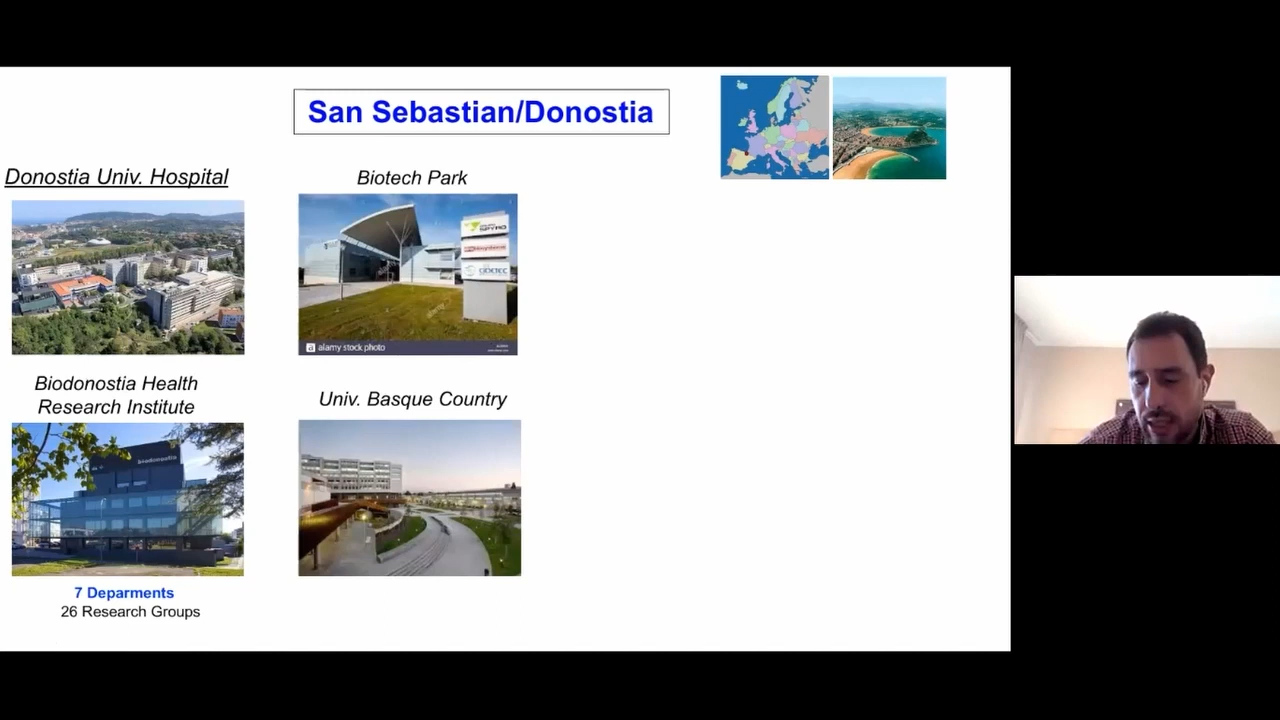 San Sebastian/Donostia
Donostia Univ. Hospital
Biotech Park
CIDETEC
a alamy stock photo
Biodonostia Health
Research Institute
Univ. Basque Country
biodonostia
7 Deparments
26 Research Groups